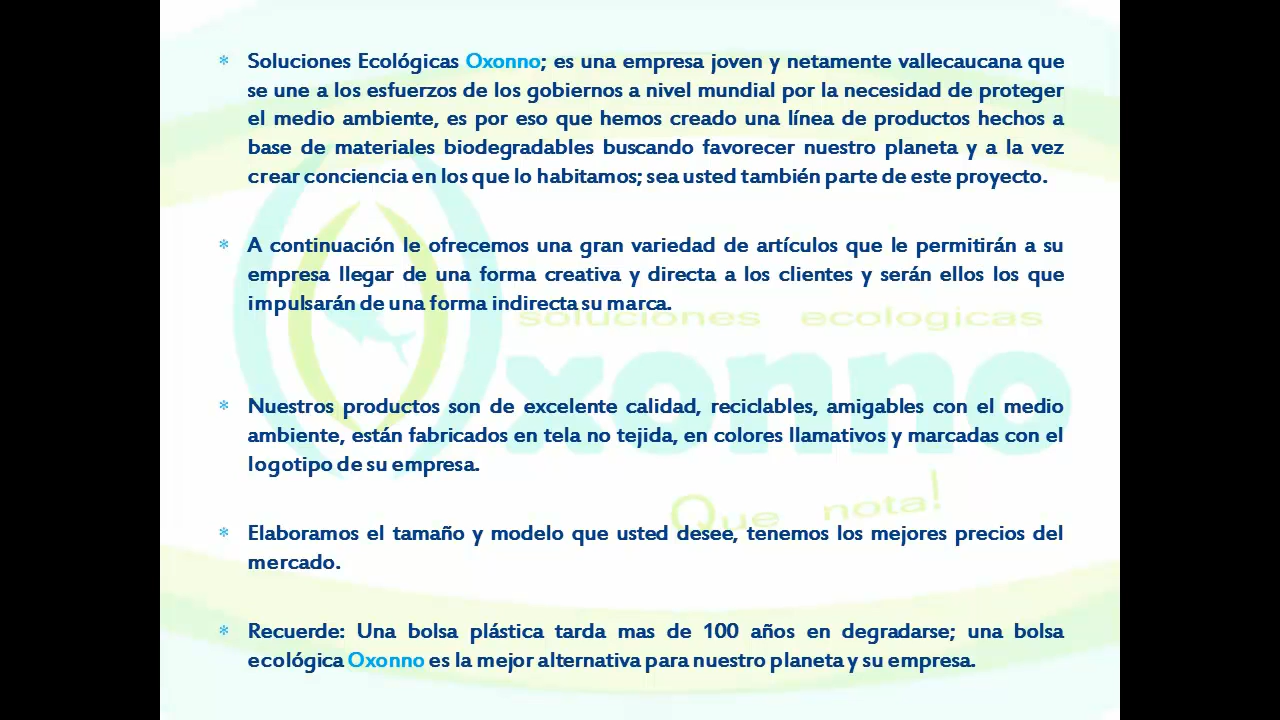 * Soluciones Ecológicas Oxonno; es una empresa joven y netamente vallecaucana que
se une a los esfuerzos de los gobiernos a nivel mundial por la necesidad de proteger
el medio ambiente, es por eso que hemos creado una línea de productos hechos a
base de materiales biodegradables buscando favorecer nuestro planeta y a la vez
crear conciencia en los que lo habitamos; sea usted también parte de este proyecto.
* A continuación le ofrecemos una gran variedad de artículos que le permitirán a su
empresa llegar de una forma creativa y directa a los clientes y serán ellos los que
impulsarán de una forma indirecta su marca.
soluciones ecologicas
Oxonno
* Nuestros productos son de excelente calidad, reciclables, amigables con el medio
ambiente, están fabricados en tela no tejida, en colores llamativos y marcadas con el
logotipo de su empresa.
Que nota!
* Elaboramos el tamaño y modelo que usted desee, tenemos los mejores precios del
mercado.
* Recuerde: Una bolsa plástica tarda mas de 100 años en degradarse; una bolsa
ecológica Oxonno es la mejor alternativa para nuestro planeta y su empresa.